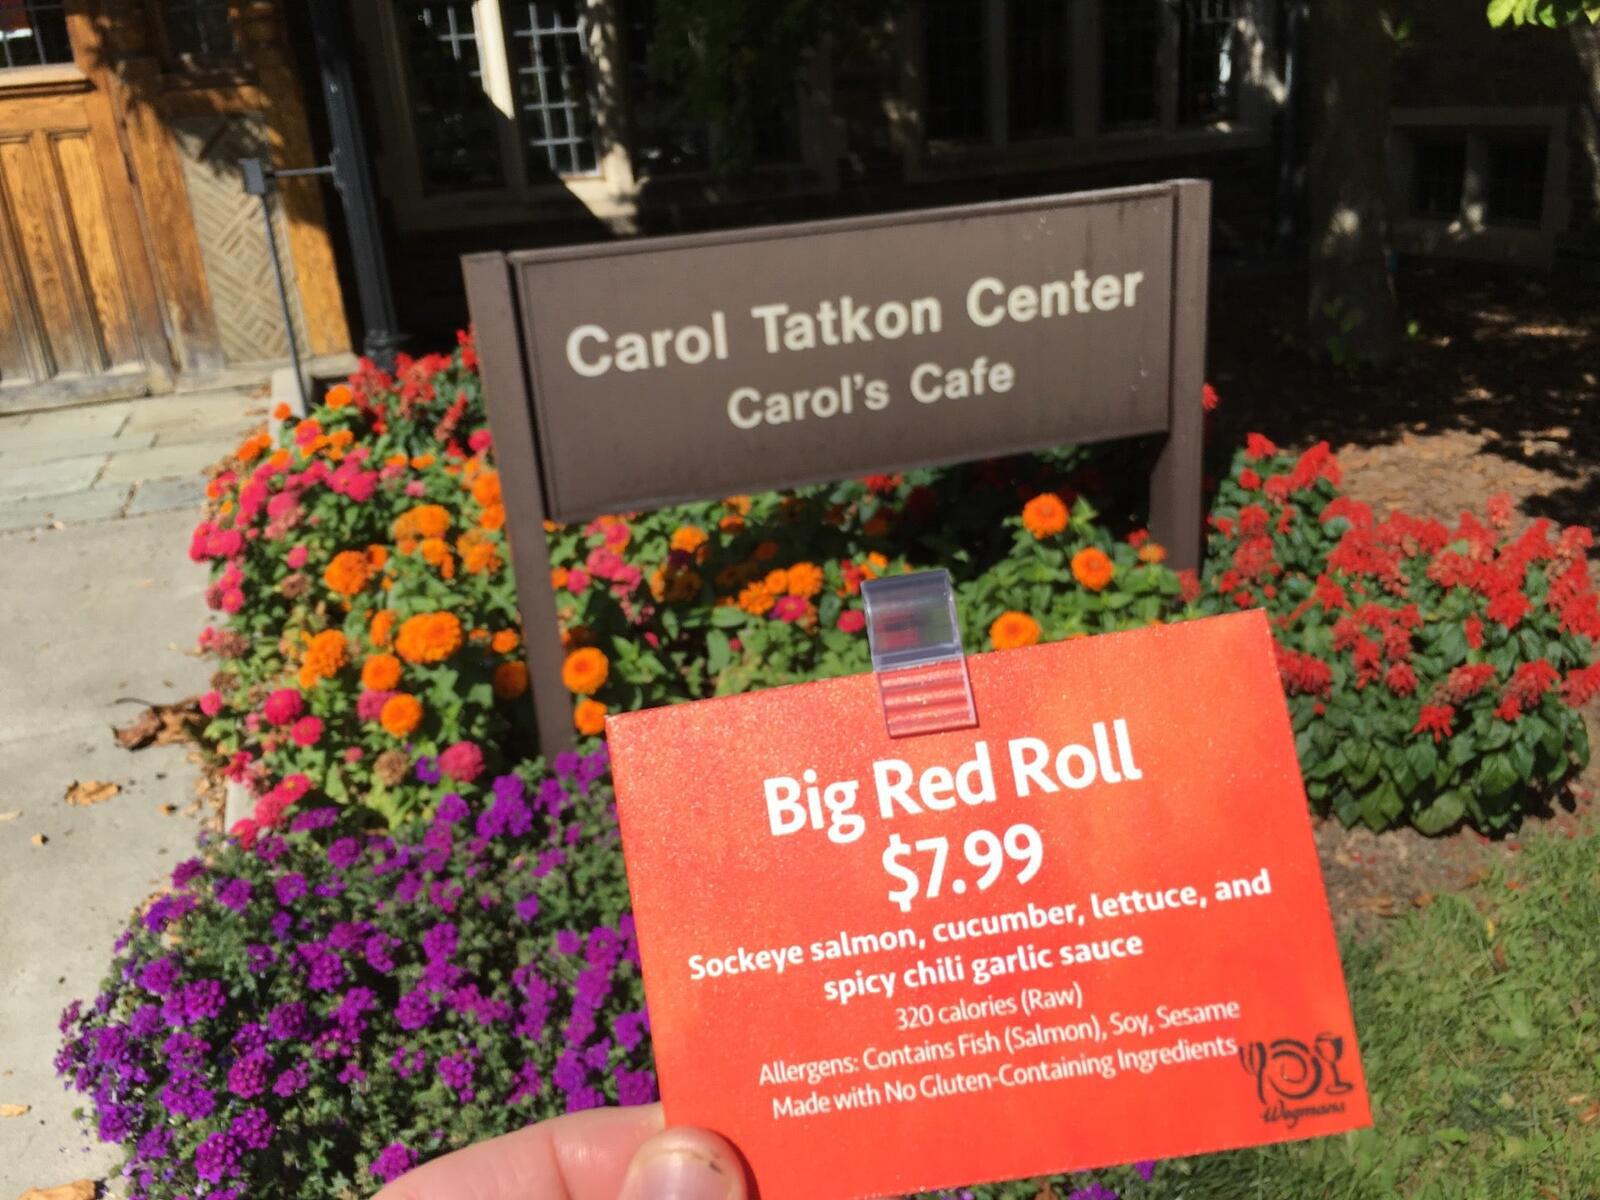 Carol Tatkon Center
Carol's Cafe
Big Red Roll
$7.99
Sockeye salmon, cucumber, lettuce, and
spicy chili garlic sauce
320 calories (Raw)
Allergens: Contains Fish (Salmon), Soy, Sesame
Made with No Gluten-Containing Ingredients
Wegmans